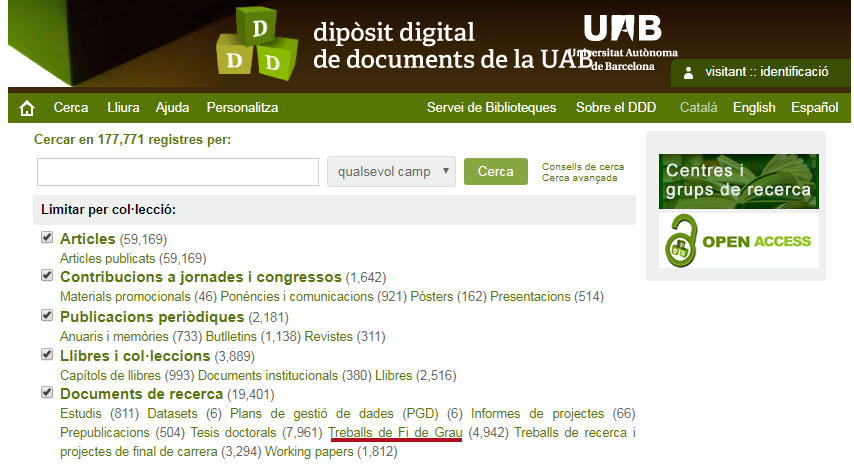 D
D
D
dipòsit digital
de documents de la UAB
UAB
Universitat Autònoma
de Barcelona
visitant :: identificació
Cerca Lliura Ajuda Personalitza Servei de Biblioteques Sobre el DDD Català English Español
Cercar en 177,771 registres per:
qualsevol camp Cerca
Consells de cerca
Cerca avançada
Limitar per col·lecció:
Articles (59,169)
Articles publicats (59,169)
Contribucions a jornades i congressos (1,642)
Materials promocionals (46) Ponències i comunicacions (921) Pòsters (162) Presentacions (514)
Publicacions periòdiques (2,181)
Anuaris i memòries (733) Butlletins (1,138) Revistes (311)
Llibres i col·leccions (3,889)
Capítols de llibres (993) Documents institucionals (380) Llibres (2,516)
Documents de recerca (19,401)
Estudis (811) Datasets (6) Plans de gestió de dades (PGD) (6) Informes de projectes (66)
Prepublicacions (504) Tesis doctorals (7,961) Treballs de Fi de Grau (4,942) Treballs de recerca i
projectes de final de carrera (3,294) Working papers (1,812)
Centres i
grups de recerca
OPEN ACCESS